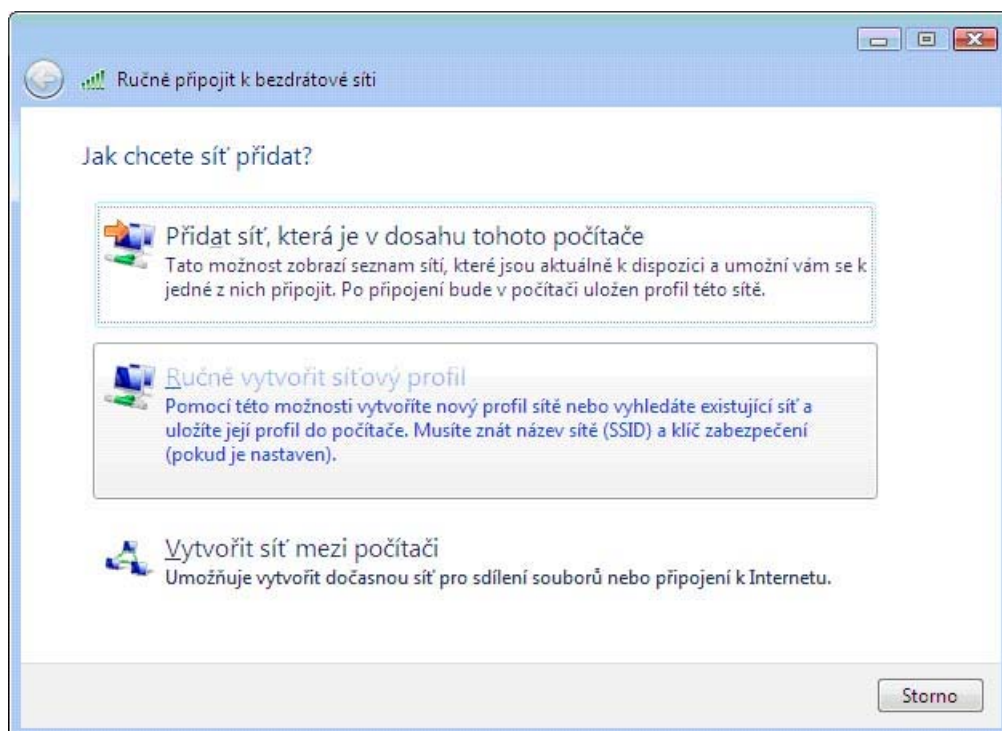 Ručně připojit k bezdrátové síti
Jak chcete síť přidat?
Přidat síť, která je v dosahu tohoto počítače
Tato možnost zobrazí seznam sítí, které jsou aktuálně k dispozici a umožní vám se k
jedné z nich připojit. Po připojení bude v počítači uložen profil této sítě.
Ručně vytvořit síťový profil
Pomocí této možnosti vytvoříte nový profil sítě nebo vyhledáte existující síť a
uložíte její profil do počítače. Musíte znát název sítě (SSID) a klíč zabezpečení
(pokud je nastaven).
Vytvořit síť mezi počítači
Umožňuje vytvořit dočasnou síť pro sdílení souborů nebo připojení k Internetu.
Storno